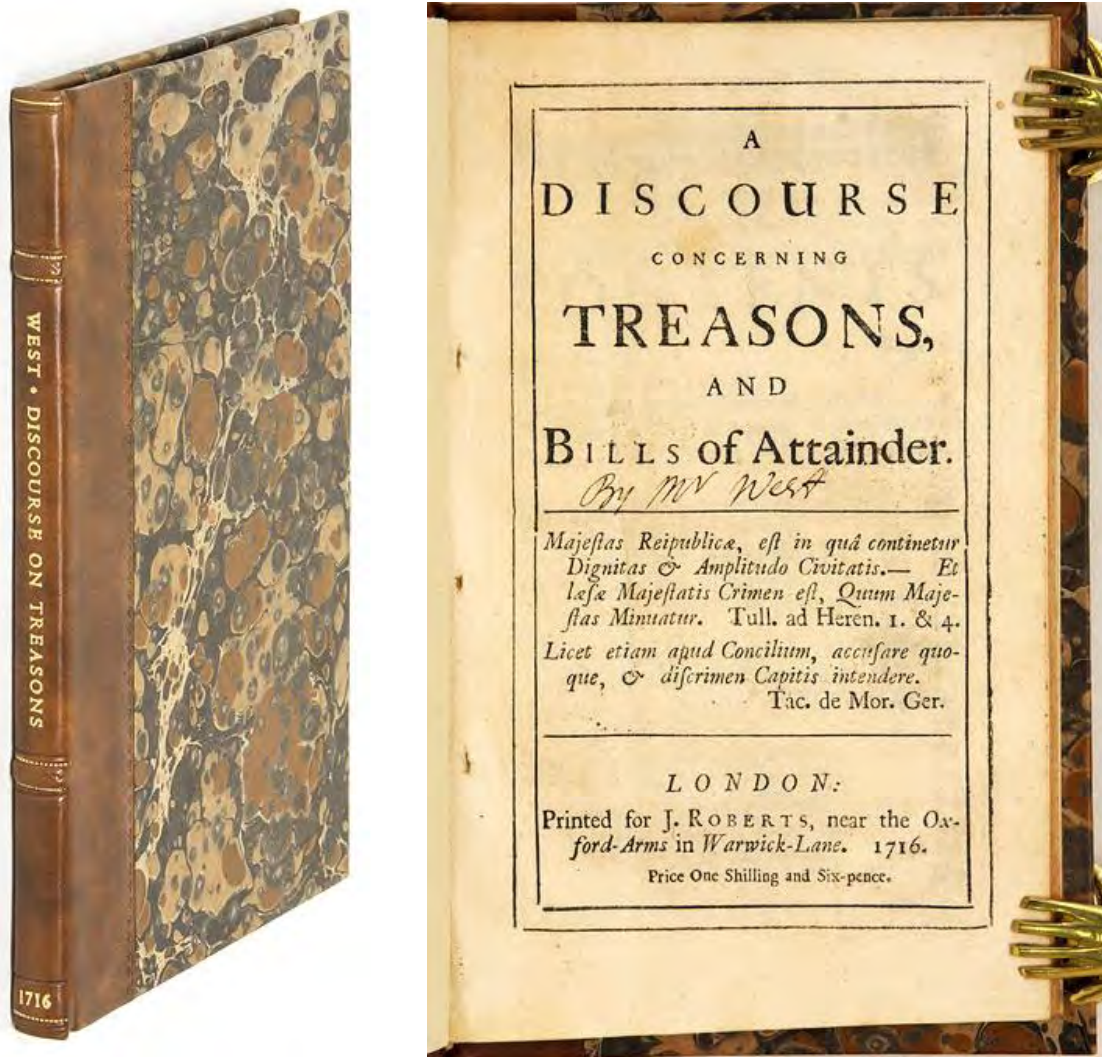 WEST • DISCOURSE ON TREASONS
1716
A
DISCOURSE
CONCERNING
TREASONS,
AND
BILLS of Attainder.
By Mr West
Majeſtas Reipublicæ, eſt in quâ continetur
Dignitas & Amplitudo Civitatis.— Et
læſæ Majeſtatis Crimen eſt, Quum Maje-
ſtas Minuatur. Tull. ad Heren. 1. & 4.
Licet etiam apud Concilium, accuſare quo-
que, & diſcrimen Capitis intendere.
Tac. de Mor. Ger.
LONDON:
Printed for J. ROBERTS, near the Ox-
ford-Arms in Warwick-Lane. 1716.
Price One Shilling and Six-pence.